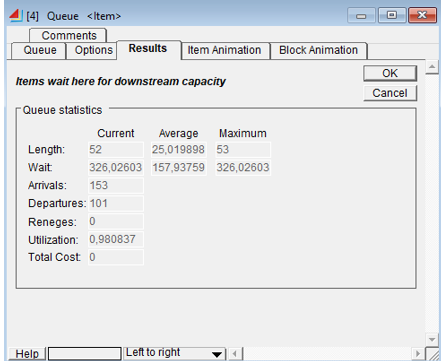 [4] Queue <Item>
Comments
Queue Options Results Item Animation Block Animation
Items wait here for downstream capacity
OK
Cancel
Queue statistics
Current Average Maximum
Length: 52 25,019898 53
Wait: 326,02603 157,93759 326,02603
Arrivals: 153
Departures: 101
Reneges: 0
Utilization: 0,980837
Total Cost: 0
Help Left to right